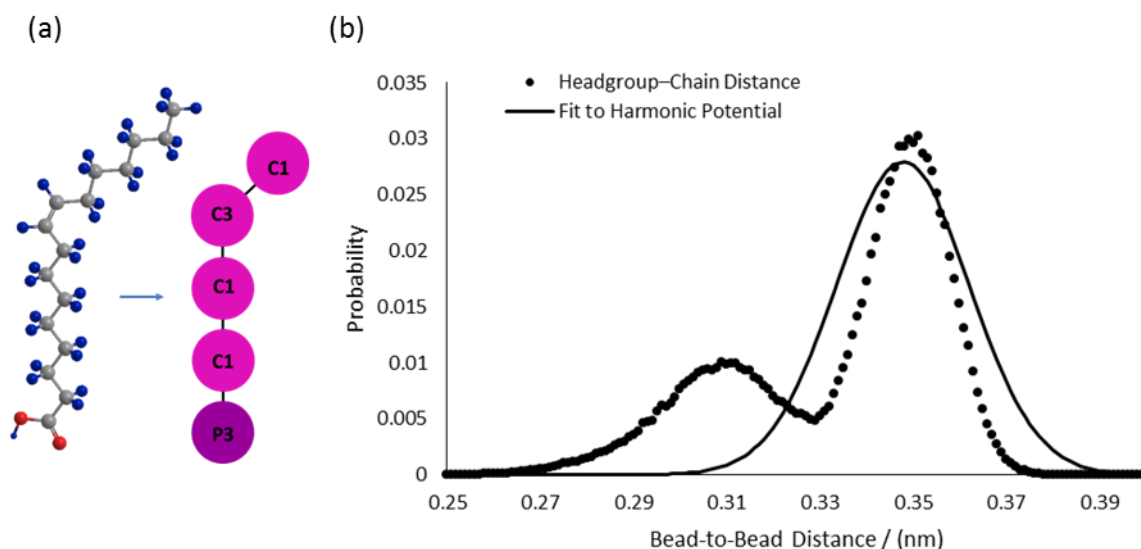 (a)
C1
C3
C1
C1
P3
(b)
Headgroup–Chain Distance
Fit to Harmonic Potential
Probability
0.035
0.03
0.025
0.02
0.015
0.01
0.005
0
0.25 0.27 0.29 0.31 0.33 0.35 0.37 0.39
Bead-to-Bead Distance / (nm)